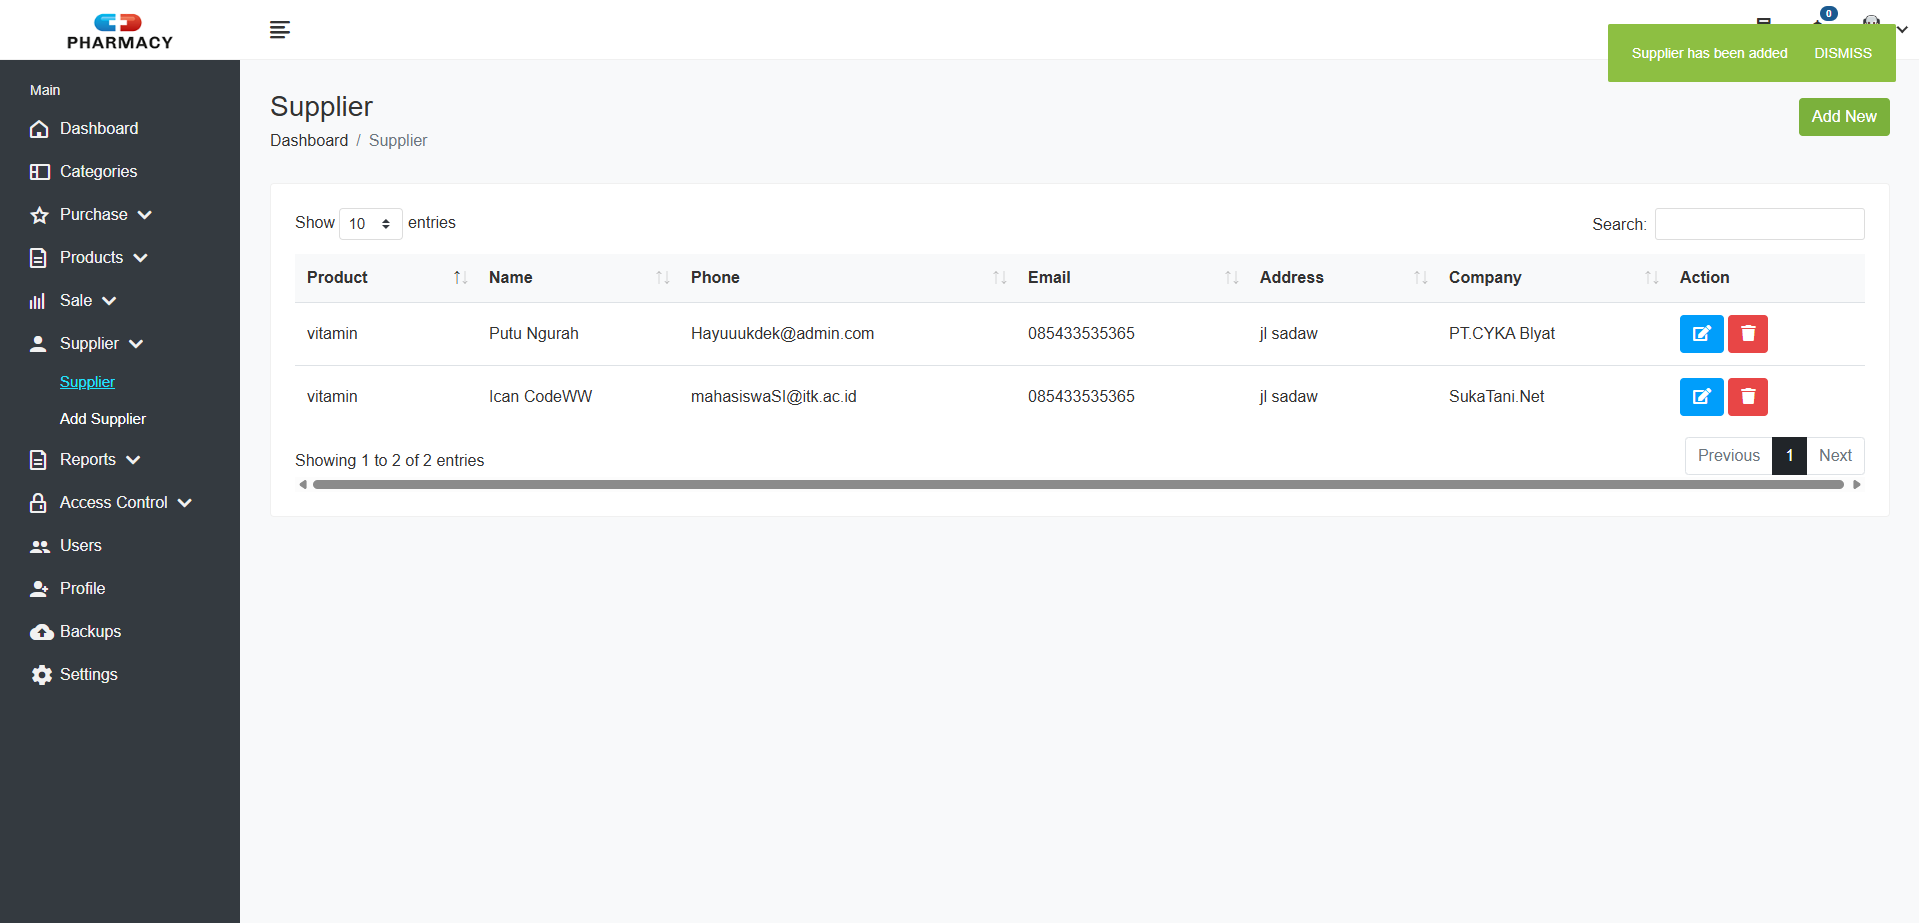 PHARMACY
0
Supplier has been added DISMISS
Main
Dashboard
Categories
Purchase
Products
Sale
Supplier
Supplier
Add Supplier
Reports
Access Control
Users
Profile
Backups
Settings
Supplier
Dashboard / Supplier
Add New
Show 10 entries
Search:
Product Name Phone Email Address Company Action
vitamin Putu Ngurah Hayuuukdek@admin.com 085433535365 jl sadaw PT.CYKA Blyat
vitamin Ican CodeWW mahasiswaSI@itk.ac.id 085433535365 jl sadaw SukaTani.Net
Showing 1 to 2 of 2 entries
Previous 1 Next